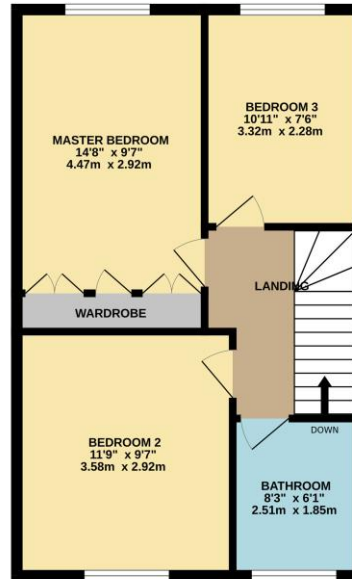 MASTER BEDROOM
14'8" x 9'7"
4.47m x 2.92m
BEDROOM 3
10'11" x 7'6"
3.32m x 2.28m
LANDING
WARDROBE
BEDROOM 2
11'9" x 9'7"
3.58m x 2.92m
DOWN
BATHROOM
8'3" x 6'1"
2.51m x 1.85m